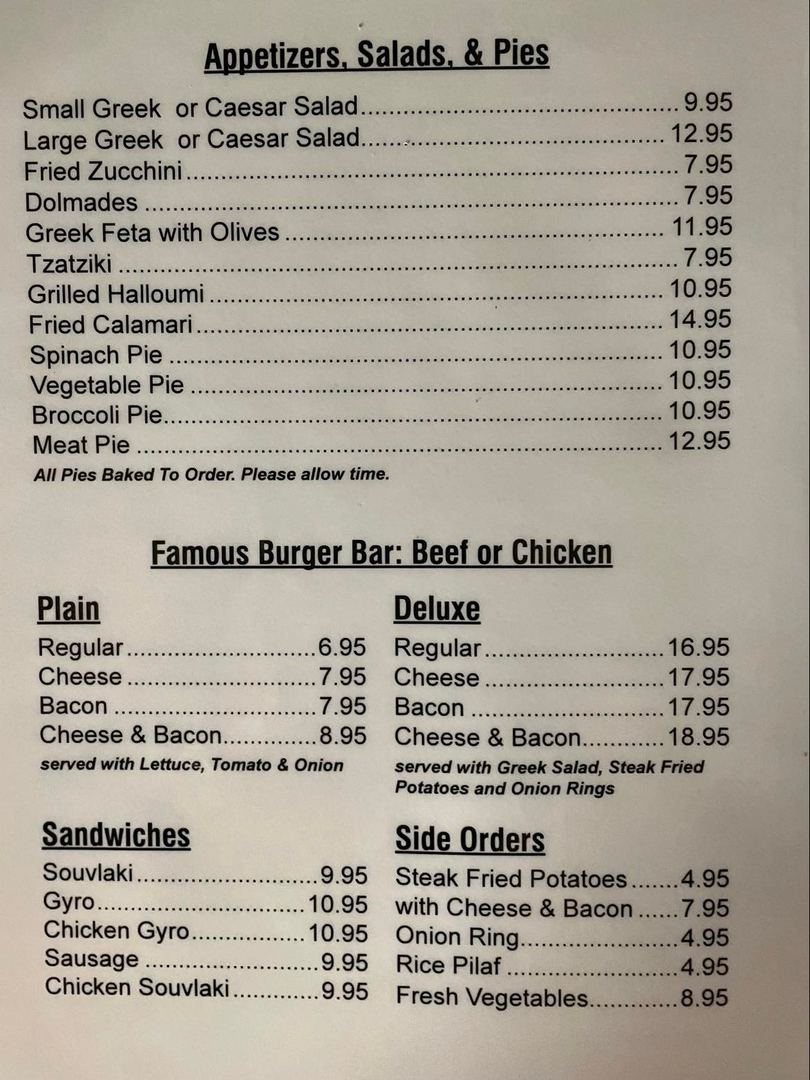 Appetizers, Salads, & Pies
Small Greek or Caesar Salad.......................................... 9.95
Large Greek or Caesar Salad........................................ 12.95
Fried Zucchini................................................................. 7.95
Dolmades ....................................................................... 7.95
Greek Feta with Olives .................................................. 11.95
Tzatziki .......................................................................... 7.95
Grilled Halloumi ............................................................ 10.95
Fried Calamari.............................................................. 14.95
Spinach Pie .................................................................. 10.95
Vegetable Pie ............................................................... 10.95
Broccoli Pie................................................................... 10.95
Meat Pie ....................................................................... 12.95
All Pies Baked To Order. Please allow time.
Famous Burger Bar: Beef or Chicken
Plain
Regular...........................6.95
Cheese ...........................7.95
Bacon .............................7.95
Cheese & Bacon.............8.95
served with Lettuce, Tomato & Onion
Deluxe
Regular..........................16.95
Cheese ..........................17.95
Bacon ............................17.95
Cheese & Bacon............18.95
served with Greek Salad, Steak Fried
Potatoes and Onion Rings
Sandwiches
Souvlaki..........................9.95
Gyro..............................10.95
Chicken Gyro................10.95
Sausage .........................9.95
Chicken Souvlaki............9.95
Side Orders
Steak Fried Potatoes.......4.95
with Cheese & Bacon ......7.95
Onion Ring.......................4.95
Rice Pilaf .........................4.95
Fresh Vegetables.............8.95